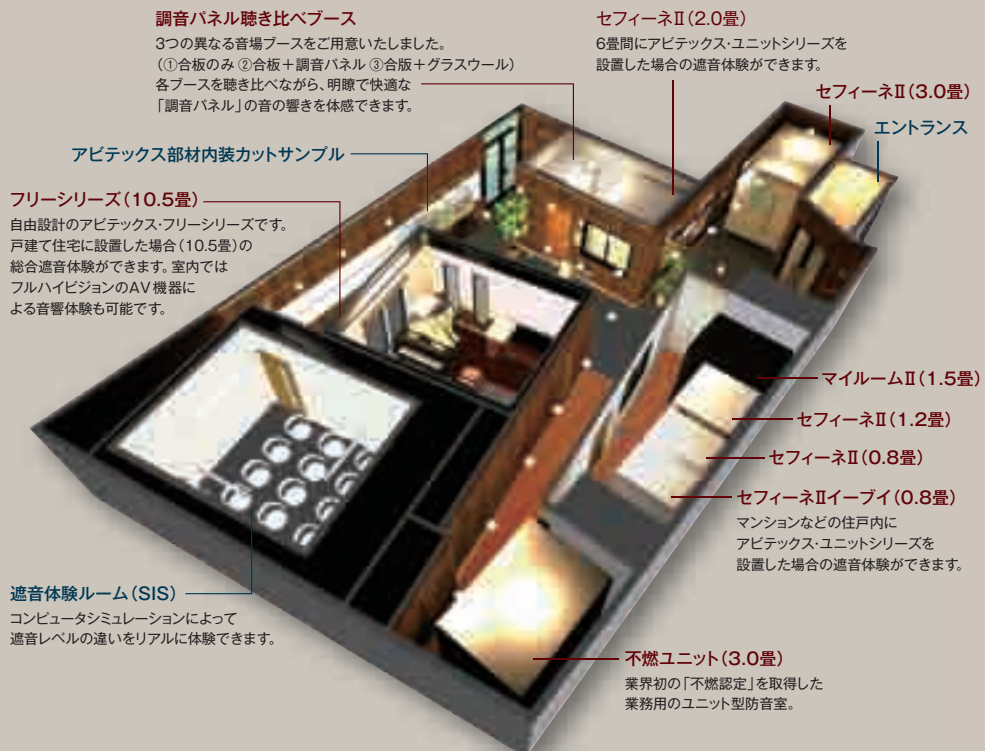 調音パネル聴き比べブース
3つの異なる音場ブースをご用意いたしました。
(①合板のみ ②合板＋調音パネル ③合版＋グラスウール)
各ブースを聴き比べながら、明瞭で快適な
「調音パネル」の音の響きを体感できます。
セフィーネⅡ(2.0畳)
6畳間にアビテックス・ユニットシリーズを
設置した場合の遮音体験ができます。
セフィーネⅡ(3.0畳)
エントランス
アビテックス部材内装カットサンプル
フリーシリーズ(10.5畳)
自由設計のアビテックス・フリーシリーズです。
戸建て住宅に設置した場合(10.5畳)の
総合遮音体験ができます。室内では
フルハイビジョンのAV機器に
よる音響体験も可能です。
マイルームⅡ(1.5畳)
セフィーネⅡ(1.2畳)
セフィーネⅡ(0.8畳)
セフィーネⅡイーブイ(0.8畳)
マンションなどの住戸内に
アビテックス・ユニットシリーズを
設置した場合の遮音体験ができます。
遮音体験ルーム(SIS)
コンピュータシミュレーションによって
遮音レベルの違いをリアルに体験できます。
不燃ユニット(3.0畳)
業界初の「不燃認定」を取得した
業務用のユニット型防音室。